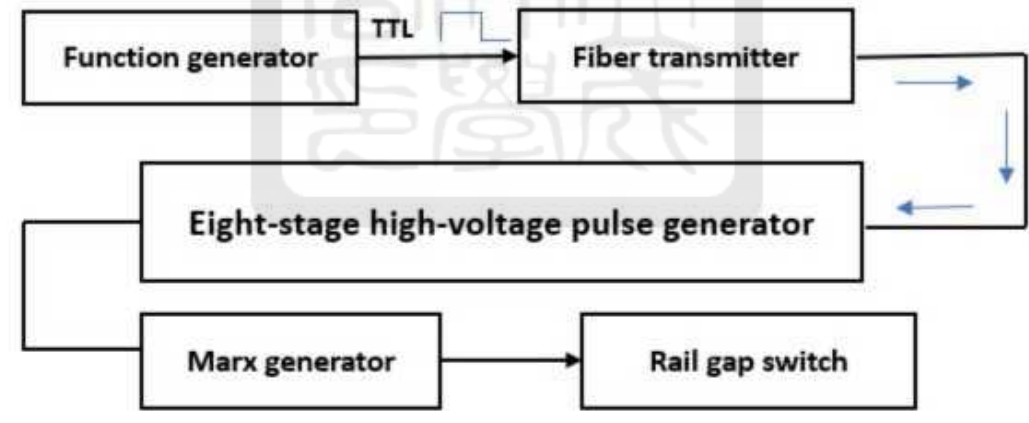 TTL
Function generator
Fiber transmitter
Eight-stage high-voltage pulse generator
Marx generator
Rail gap switch